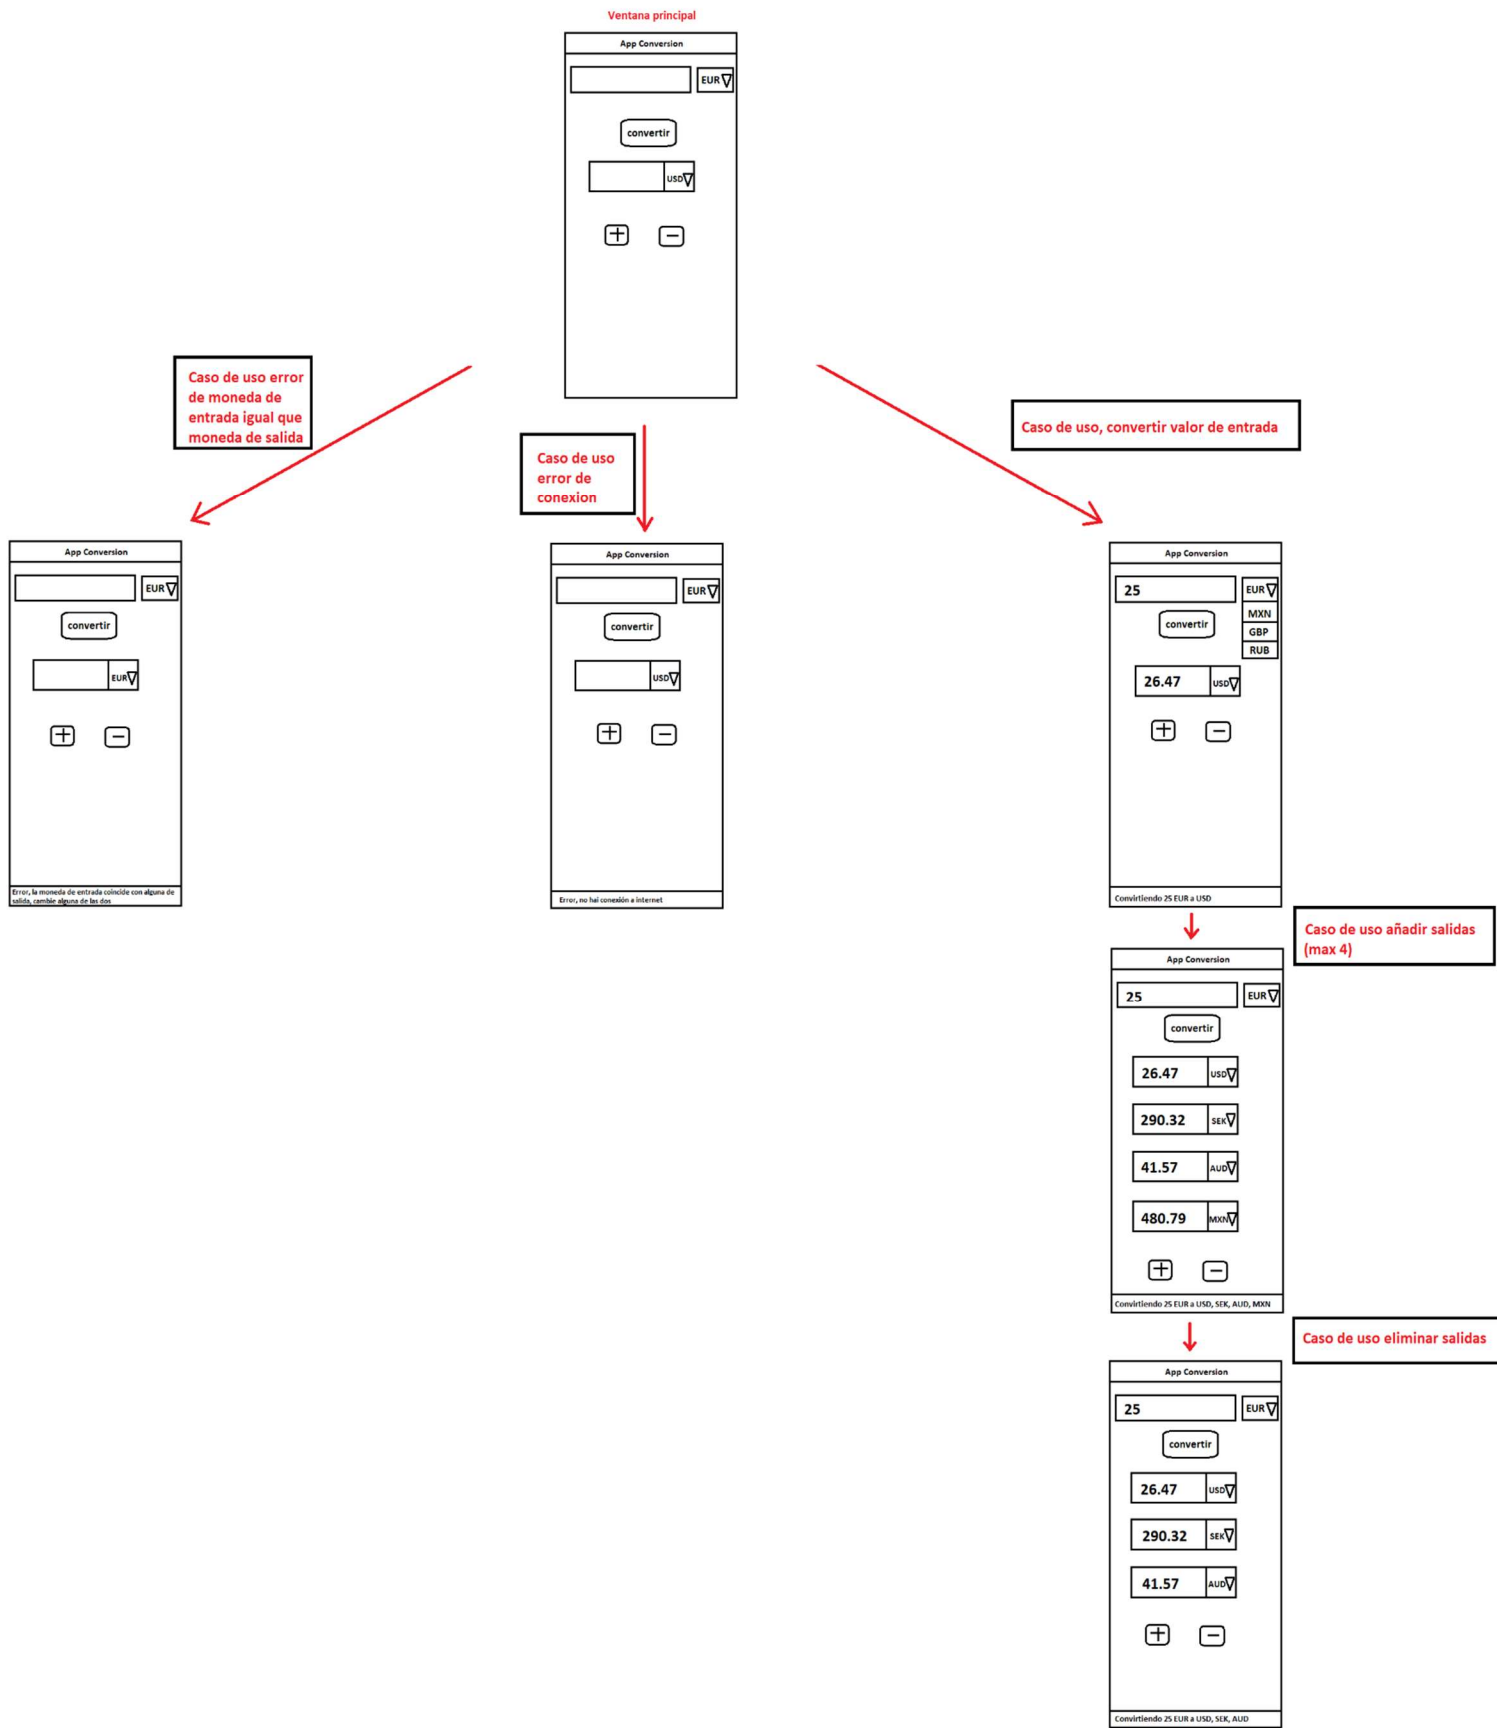 Ventana principal
App Conversion
EUR
convertir
USD
+
-
Caso de uso error
de moneda de
entrada igual que
moneda de salida
Caso de uso
error de
conexion
Caso de uso, convertir valor de entrada
App Conversion
EUR
convertir
EUR
+
-
Error, la moneda de entrada coincide con alguna de
salida, cambie alguna de las dos
App Conversion
EUR
convertir
USD
+
-
Error, no hai conexión a internet
App Conversion
25 EUR
MXN
GBP
RUB
convertir
26.47 USD
+
-
Convirtiendo 25 EUR a USD
Caso de uso añadir salidas
(max 4)
App Conversion
25 EUR
convertir
26.47 USD
290.32 SEK
41.57 AUD
480.79 MXN
+
-
Convirtiendo 25 EUR a USD, SEK, AUD, MXN
Caso de uso eliminar salidas
App Conversion
25 EUR
convertir
26.47 USD
290.32 SEK
41.57 AUD
+
-
Convirtiendo 25 EUR a USD, SEK, AUD